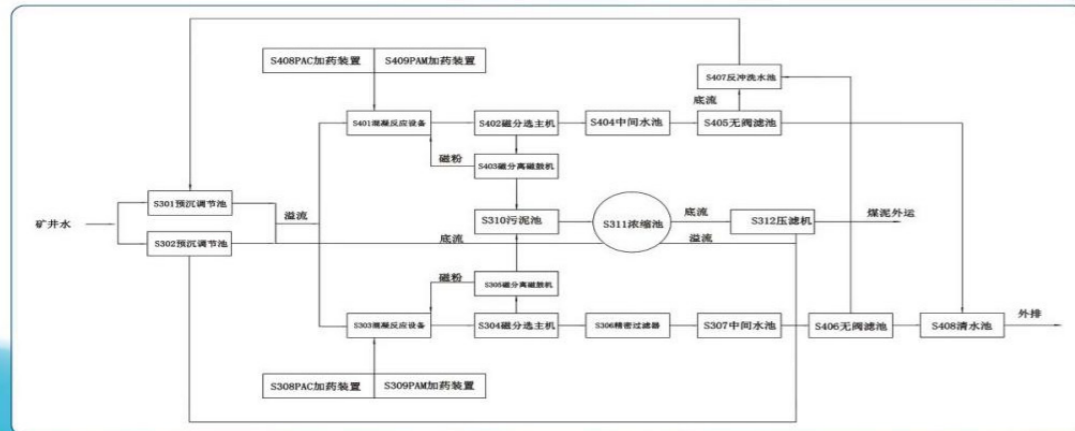 S408PAC加药装置 S409PAM加药装置
S407反冲洗水池
底流
S401混凝反应设备 S402磁分选主机 S404中间水池 S405无阀滤池
磁粉 S403磁分离磁鼓机
S301预沉调节池
矿井水 溢流 S310污泥池 S311浓缩池 底流 S312压滤机 煤泥外运
S302预沉调节池 底流 溢流
磁粉 S305磁分离磁鼓机
S303混凝反应设备 S304磁分选主机 S306精密过滤器 S307中间水池 S406无阀滤池 S408清水池 外排
S308PAC加药装置 S309PAM加药装置